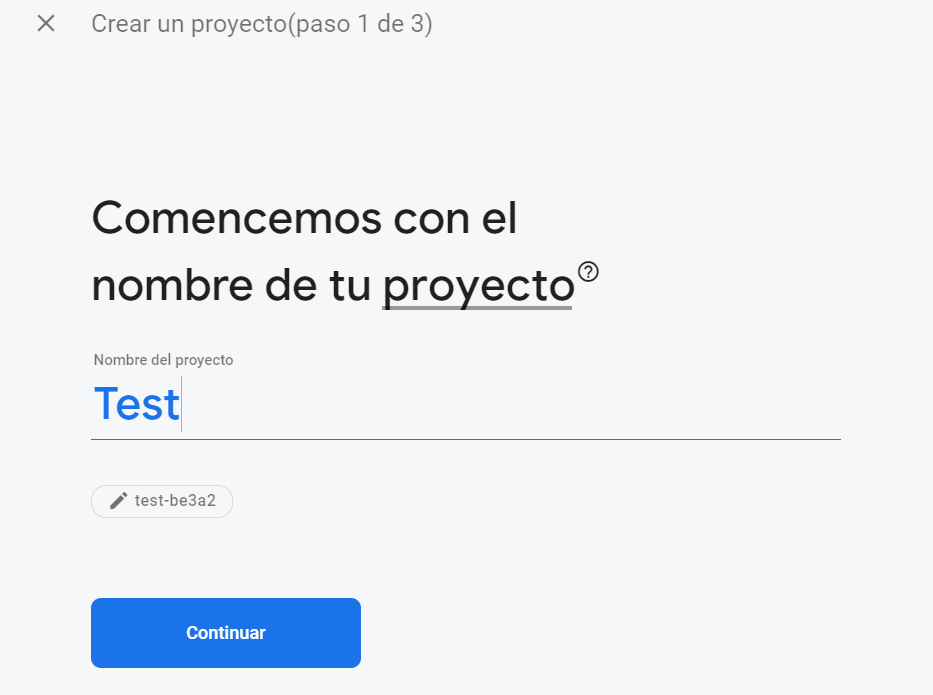 Crear un proyecto(paso 1 de 3)
Comencemos con el
nombre de tu proyecto
Nombre del proyecto
Test
test-be3a2
Continuar